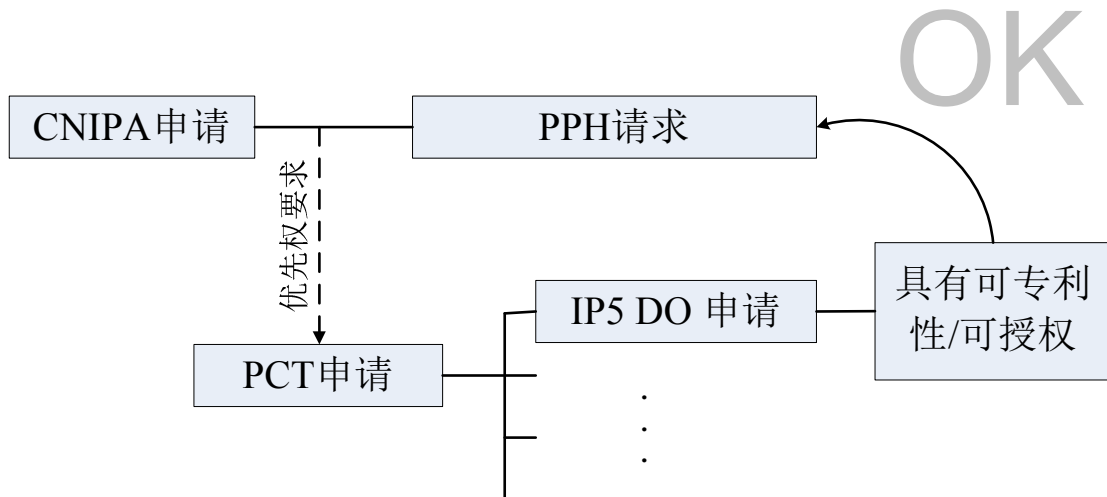 OK
CNIPA申请
PPH请求
优先权要求
IP5 DO 申请
具有可专利
性/可授权
PCT申请
.
.
.